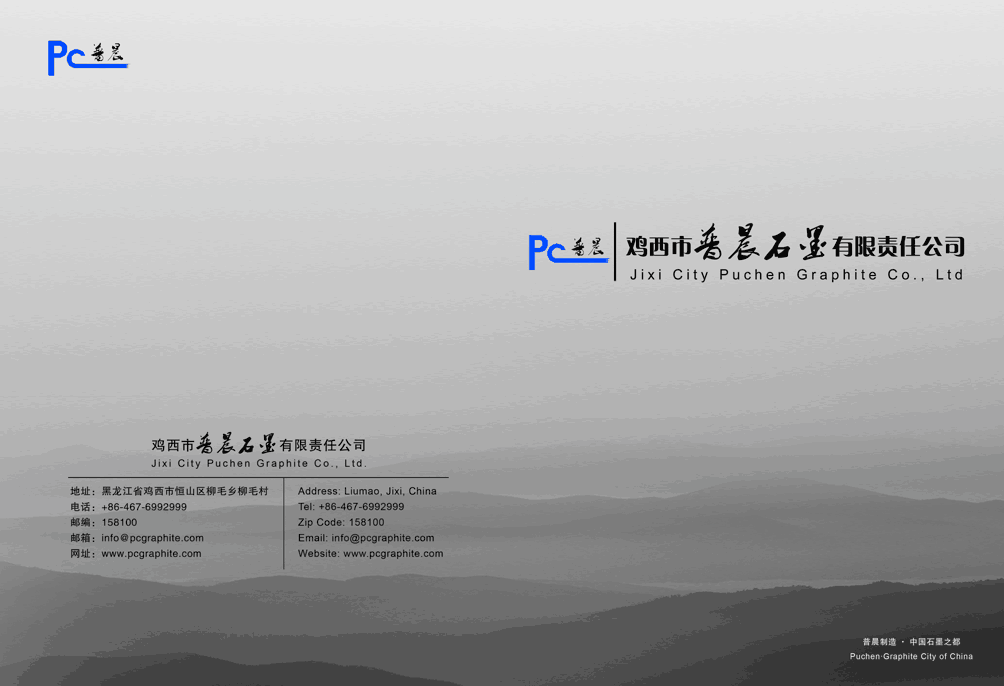 Pc 普晨
Pc 普晨
鸡西市普晨石墨有限责任公司
Jixi City Puchen Graphite Co., Ltd
鸡西市普晨石墨有限责任公司
Jixi City Puchen Graphite Co., Ltd.
地址：黑龙江省鸡西市恒山区柳毛乡柳毛村
电话：+86-467-6992999
邮编：158100
邮箱：info@pcgraphite.com
网址：www.pcgraphite.com
Address: Liumao, Jixi, China
Tel: +86-467-6992999
Zip Code: 158100
Email: info@pcgraphite.com
Website: www.pcgraphite.com
普晨制造 · 中国石墨之都
Puchen·Graphite City of China